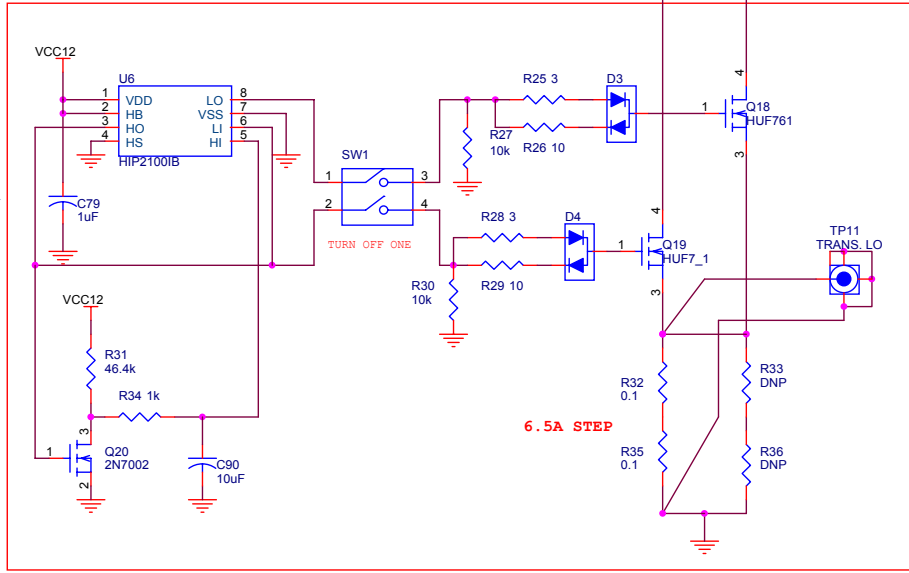 VCC12
U6
1 VDD LO 8
2 HB VSS 7
3 HO LI 6
4 HS HI 5
HIP2100IB
C79
1uF
SW1
1 3
2 4
TURN OFF ONE
R25 3
D3
R27
10k
R26 10
4
1
Q18
HUF761
3
R28 3
D4
R29 10
R30
10k
4
1
Q19
HUF7_1
3
TP11
TRANS. LO
VCC12
R31
46.4k
R34 1k
3
1
Q20
2N7002
2
C90
10uF
R32
0.1
R33
DNP
6.5A STEP
R35
0.1
R36
DNP